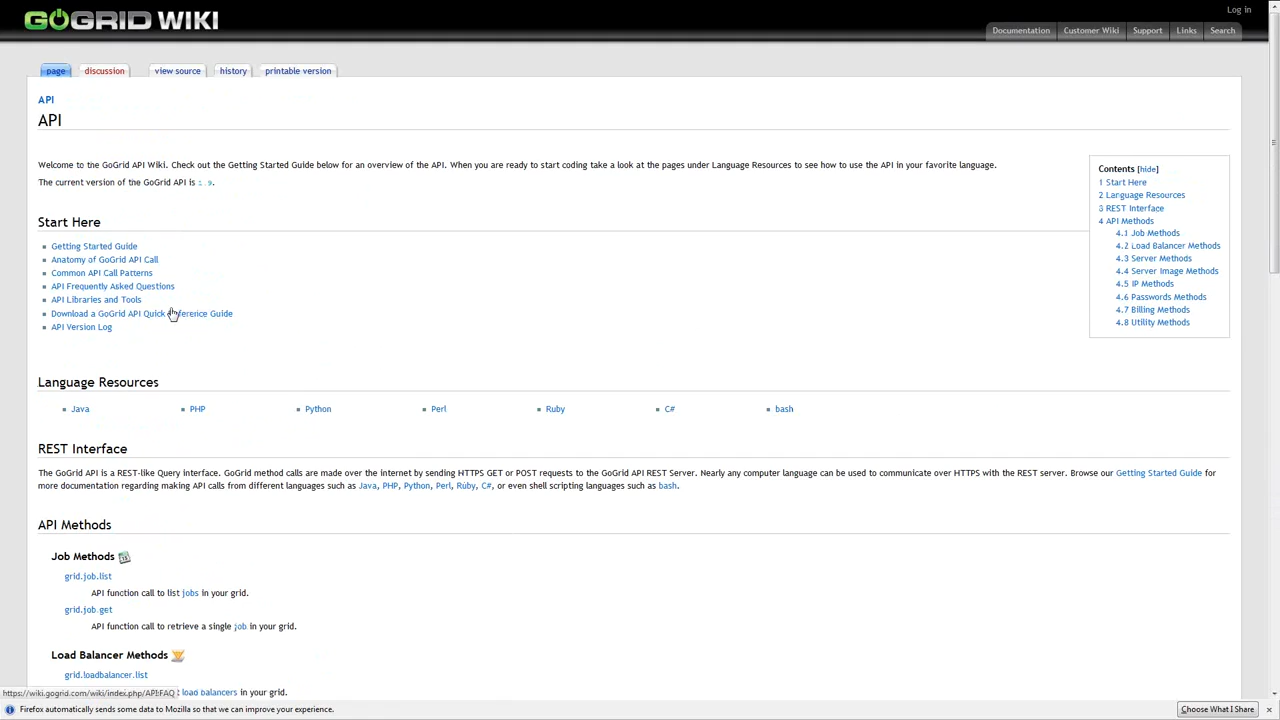 GOGRID WIKI
Log in
Documentation Customer Wiki Support Links Search
page discussion view source history printable version
API
API
Welcome to the GoGrid API Wiki. Check out the Getting Started Guide below for an overview of the API. When you are ready to start coding take a look at the pages under Language Resources to see how to use the API in your favorite language.
The current version of the GoGrid API is 1.9.
Contents [hide]
1 Start Here
2 Language Resources
3 REST Interface
4 API Methods
4.1 Job Methods
4.2 Load Balancer Methods
4.3 Server Methods
4.4 Server Image Methods
4.5 IP Methods
4.6 Passwords Methods
4.7 Billing Methods
4.8 Utility Methods
Start Here
Getting Started Guide
Anatomy of GoGrid API Call
Common API Call Patterns
API Frequently Asked Questions
API Libraries and Tools
Download a GoGrid API Quick Reference Guide
API Version Log
Language Resources
Java PHP Python Perl Ruby C# bash
REST Interface
The GoGrid API is a REST-like Query interface. GoGrid method calls are made over the internet by sending HTTPS GET or POST requests to the GoGrid API REST Server. Nearly any computer language can be used to communicate over HTTPS with the REST server. Browse our Getting Started Guide for
more documentation regarding making API calls from different languages such as Java, PHP, Python, Perl, Ruby, C#, or even shell scripting languages such as bash.
API Methods
Job Methods
grid.job.list
API function call to list jobs in your grid.
grid.job.get
API function call to retrieve a single job in your grid.
Load Balancer Methods
grid.loadbalancer.list
load balancers in your grid.
https://wiki.gogrid.com/wiki/index.php/API:FAQ
Firefox automatically sends some data to Mozilla so that we can improve your experience.
Choose What I Share